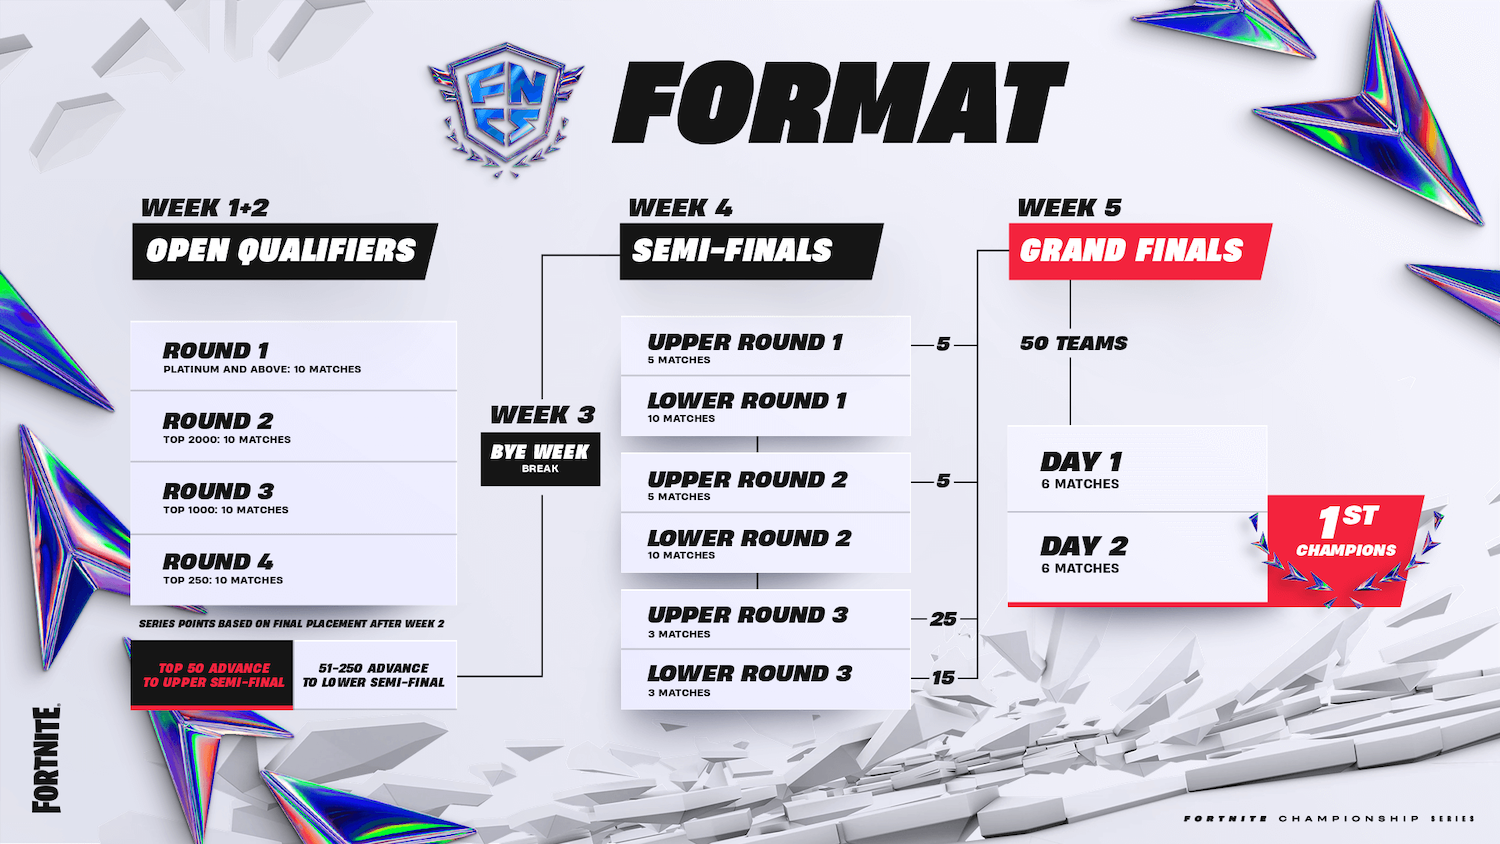 FNCS
FORMAT
WEEK 1+2
OPEN QUALIFIERS
ROUND 1
PLATINUM AND ABOVE: 10 MATCHES
ROUND 2
TOP 2000: 10 MATCHES
ROUND 3
TOP 1000: 10 MATCHES
ROUND 4
TOP 250: 10 MATCHES
SERIES POINTS BASED ON FINAL PLACEMENT AFTER WEEK 2
TOP 50 ADVANCE
TO UPPER SEMI-FINAL
51-250 ADVANCE
TO LOWER SEMI-FINAL
WEEK 3
BYE WEEK
BREAK
WEEK 4
SEMI-FINALS
UPPER ROUND 1
5 MATCHES
5
LOWER ROUND 1
10 MATCHES
UPPER ROUND 2
5 MATCHES
5
LOWER ROUND 2
10 MATCHES
UPPER ROUND 3
3 MATCHES
25
LOWER ROUND 3
3 MATCHES
15
WEEK 5
GRAND FINALS
50 TEAMS
DAY 1
6 MATCHES
DAY 2
6 MATCHES
1ST
CHAMPIONS
FORTNITE
FORTNITE CHAMPIONSHIP SERIES